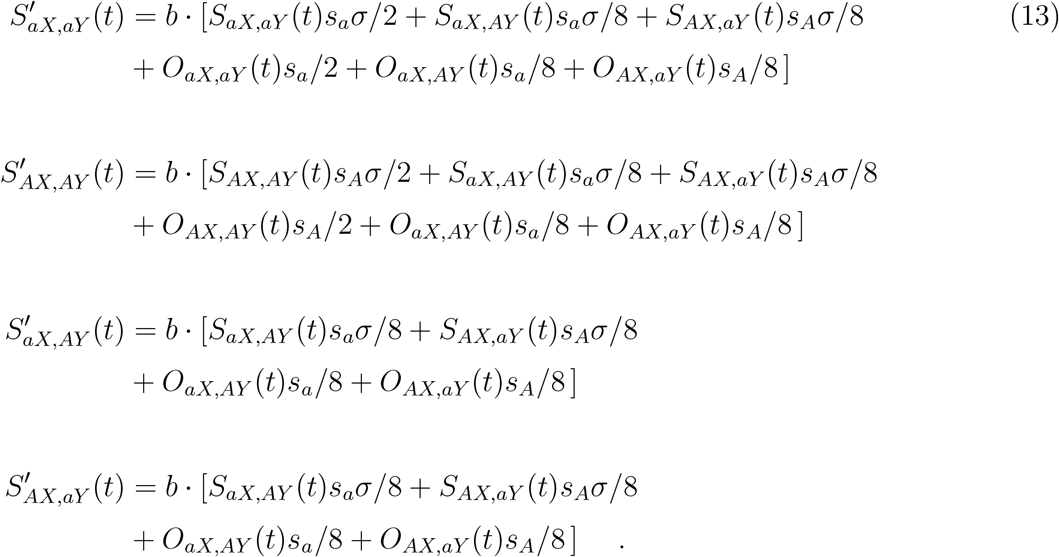 S′_{aX,aY}(t) = b · [S_{aX,aY}(t)s_aσ/2 + S_{aX,AY}(t)s_aσ/8 + S_{AX,aY}(t)s_Aσ/8 (13)
+ O_{aX,aY}(t)s_a/2 + O_{aX,AY}(t)s_a/8 + O_{AX,aY}(t)s_A/8 ]
S′_{AX,AY}(t) = b · [S_{AX,AY}(t)s_Aσ/2 + S_{aX,AY}(t)s_aσ/8 + S_{AX,aY}(t)s_Aσ/8
+ O_{AX,AY}(t)s_A/2 + O_{aX,AY}(t)s_a/8 + O_{AX,aY}(t)s_A/8 ]
S′_{aX,AY}(t) = b · [S_{aX,AY}(t)s_aσ/8 + S_{AX,aY}(t)s_Aσ/8
+ O_{aX,AY}(t)s_a/8 + O_{AX,aY}(t)s_A/8 ]
S′_{AX,aY}(t) = b · [S_{aX,AY}(t)s_aσ/8 + S_{AX,aY}(t)s_Aσ/8
+ O_{aX,AY}(t)s_a/8 + O_{AX,aY}(t)s_A/8 ] .